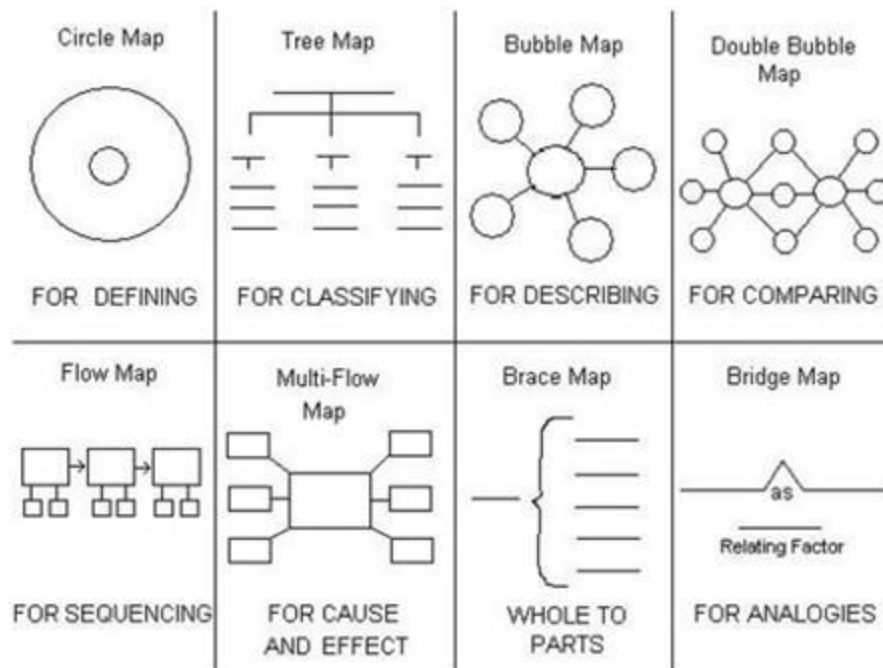 Circle Map
FOR DEFINING
Tree Map
FOR CLASSIFYING
Bubble Map
FOR DESCRIBING
Double Bubble
Map
FOR COMPARING
Flow Map
FOR SEQUENCING
Multi-Flow
Map
FOR CAUSE
AND EFFECT
Brace Map
WHOLE TO
PARTS
Bridge Map
as
Relating Factor
FOR ANALOGIES